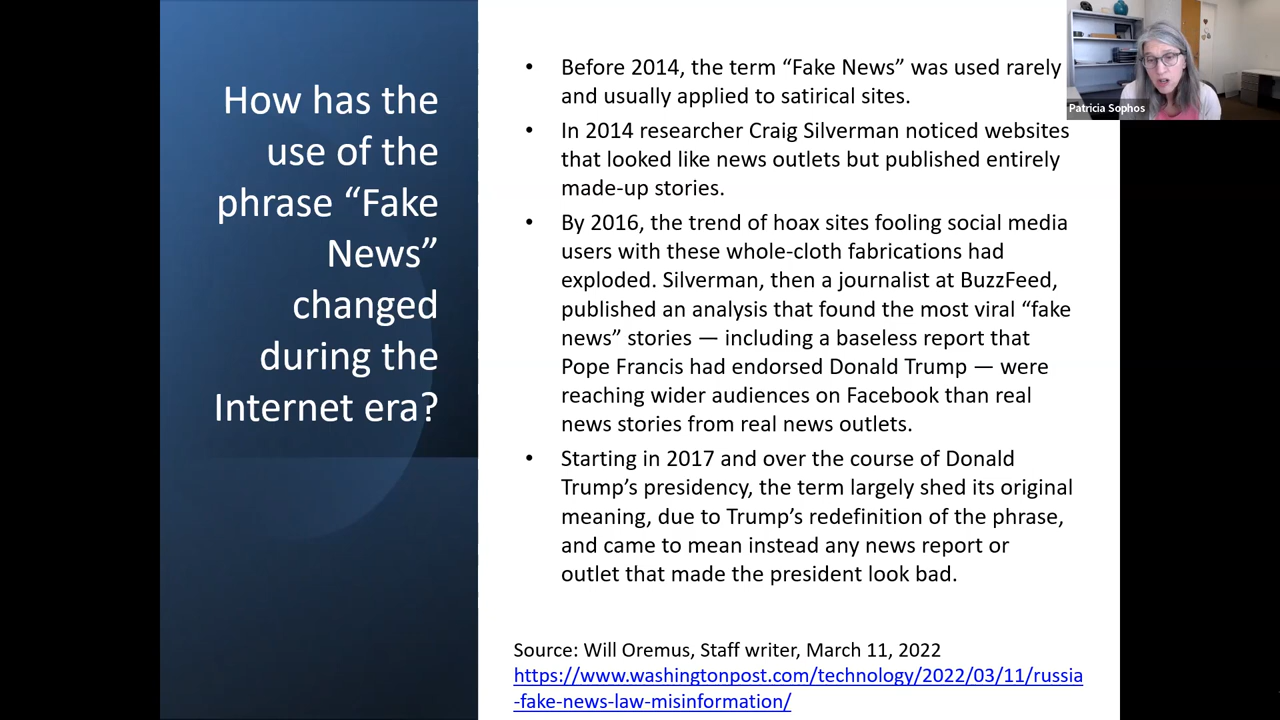 How has the
use of the
phrase “Fake
News”
changed
during the
Internet era?
• Before 2014, the term “Fake News” was used rarely
and usually applied to satirical sites.
• In 2014 researcher Craig Silverman noticed websites
that looked like news outlets but published entirely
made-up stories.
• By 2016, the trend of hoax sites fooling social media
users with these whole-cloth fabrications had
exploded. Silverman, then a journalist at BuzzFeed,
published an analysis that found the most viral “fake
news” stories — including a baseless report that
Pope Francis had endorsed Donald Trump — were
reaching wider audiences on Facebook than real
news stories from real news outlets.
• Starting in 2017 and over the course of Donald
Trump’s presidency, the term largely shed its original
meaning, due to Trump’s redefinition of the phrase,
and came to mean instead any news report or
outlet that made the president look bad.
Source: Will Oremus, Staff writer, March 11, 2022
https://www.washingtonpost.com/technology/2022/03/11/russia
-fake-news-law-misinformation/
Patricia Sophos